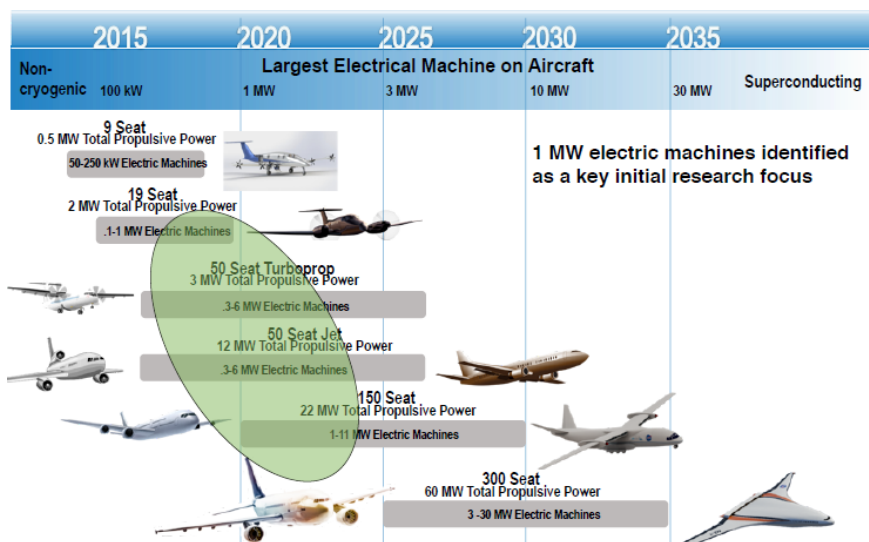 2015 2020 2025 2030 2035
Non-
cryogenic
Largest Electrical Machine on Aircraft
Superconducting
100 kW 1 MW 3 MW 10 MW 30 MW
9 Seat
0.5 MW Total Propulsive Power
50-250 kW Electric Machines
1 MW electric machines identified
as a key initial research focus
19 Seat
2 MW Total Propulsive Power
.1-1 MW Electric Machines
50 Seat Turboprop
3 MW Total Propulsive Power
.3-6 MW Electric Machines
50 Seat Jet
12 MW Total Propulsive Power
.3-6 MW Electric Machines
150 Seat
22 MW Total Propulsive Power
1-11 MW Electric Machines
300 Seat
60 MW Total Propulsive Power
3 -30 MW Electric Machines